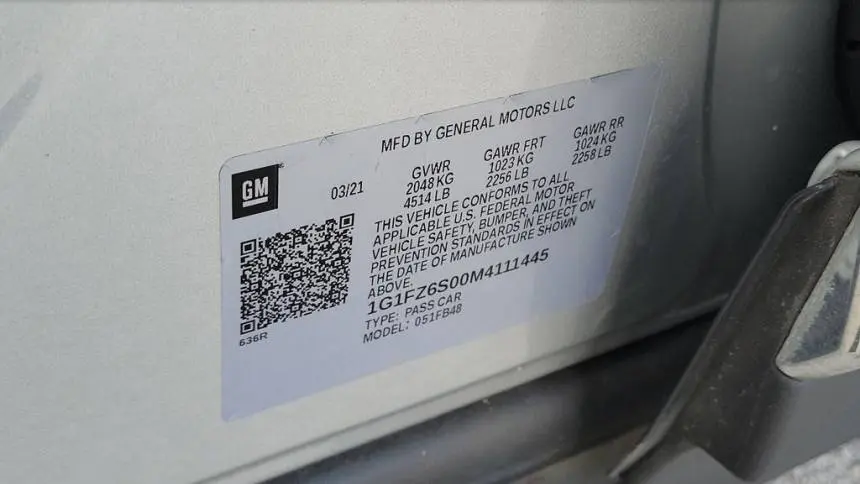 MFD BY GENERAL MOTORS LLC
GM
03/21
GVWR
2048 KG
4514 LB
GAWR FRT
1023 KG
2256 LB
GAWR RR
1024 KG
2258 LB
THIS VEHICLE CONFORMS TO ALL
APPLICABLE U.S. FEDERAL MOTOR
VEHICLE SAFETY, BUMPER, AND THEFT
PREVENTION STANDARDS IN EFFECT ON
THE DATE OF MANUFACTURE SHOWN
ABOVE.
1G1FZ6S00M4111445
TYPE: PASS CAR
MODEL: 051FB48
636R